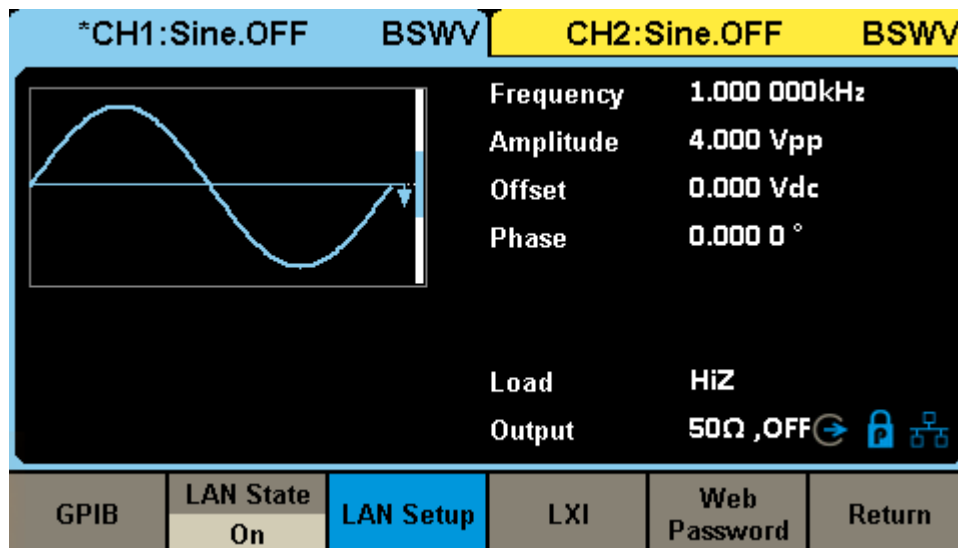 *CH1:Sine.OFF BSWV CH2:Sine.OFF BSWV
Frequency 1.000 000kHz
Amplitude 4.000 Vpp
Offset 0.000 Vdc
Phase 0.000 0 °
Load HiZ
Output 50Ω ,OFF P
GPIB
LAN State
On
LAN Setup
LXI
Web
Password
Return